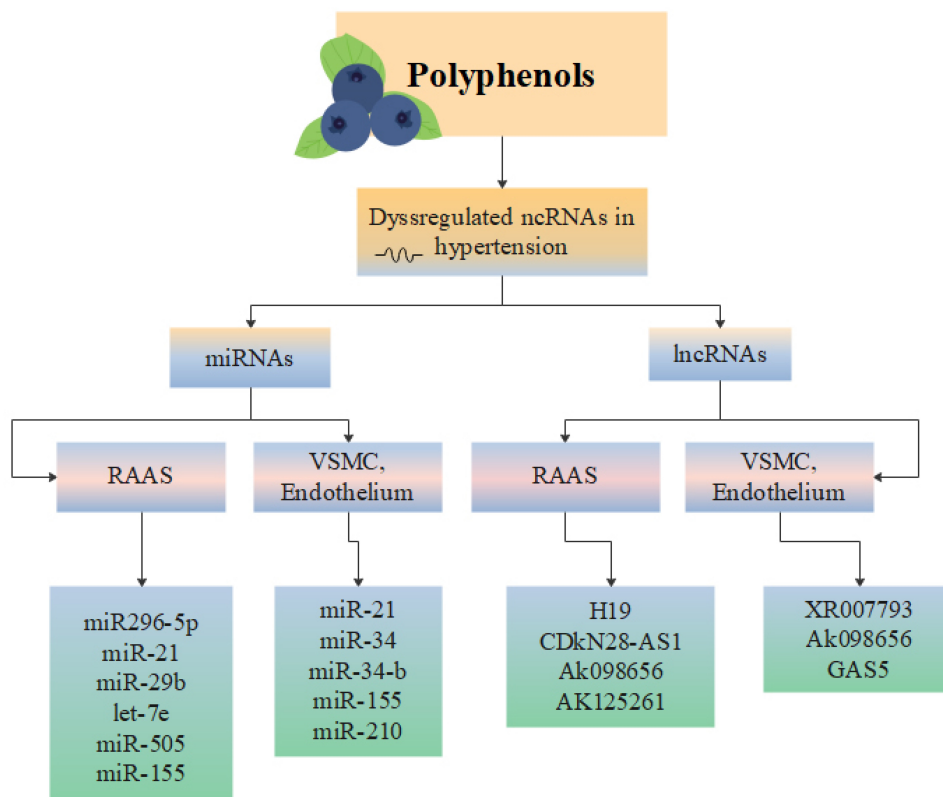 Polyphenols
Dyssregulated ncRNAs in
hypertension
miRNAs
lncRNAs
RAAS
VSMC,
Endothelium
RAAS
VSMC,
Endothelium
miR296-5p
miR-21
miR-29b
let-7e
miR-505
miR-155
miR-21
miR-34
miR-34-b
miR-155
miR-210
H19
CDkN28-AS1
Ak098656
AK125261
XR007793
Ak098656
GAS5